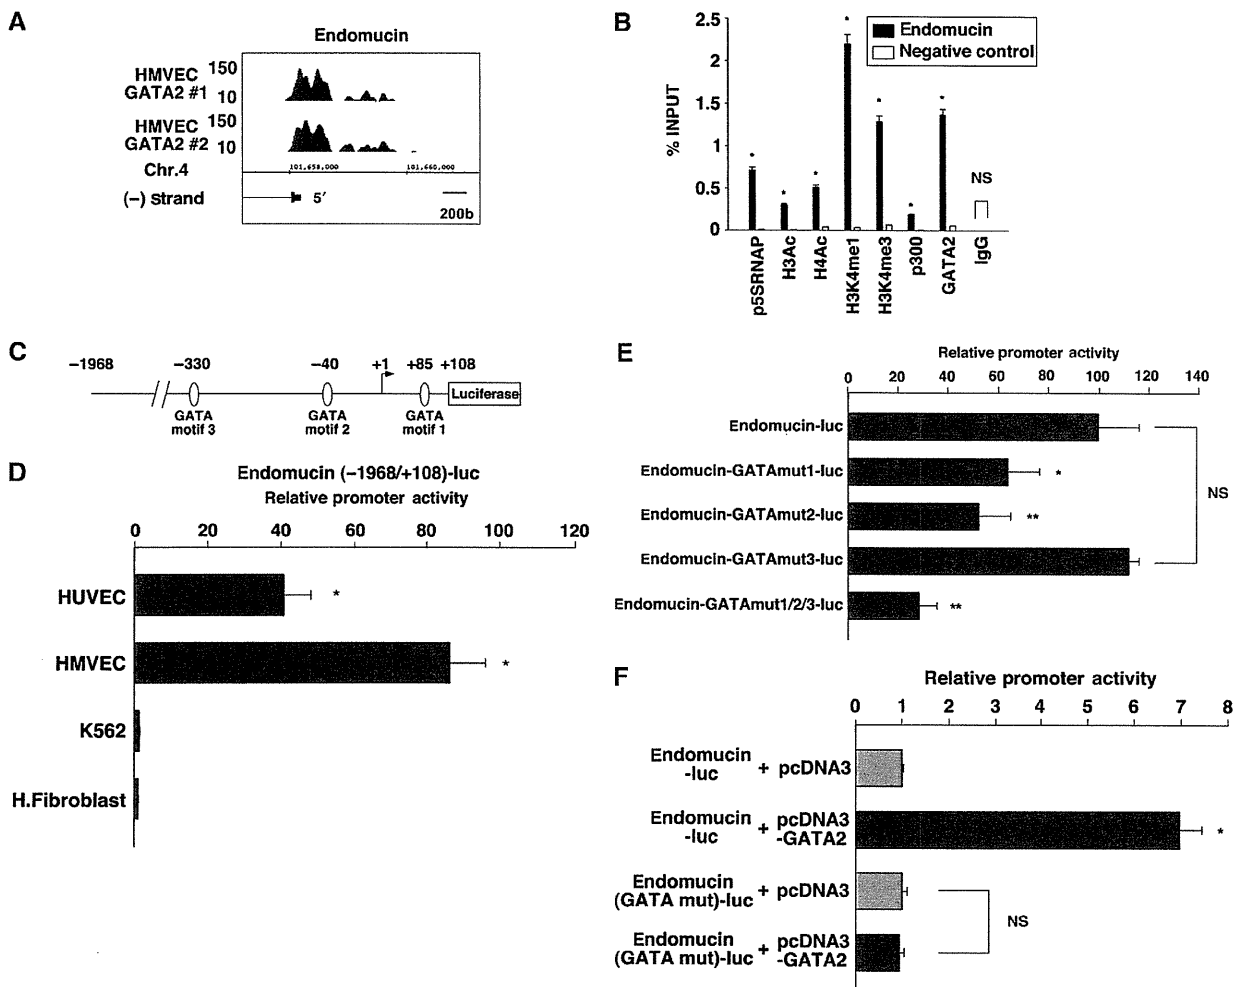 A
Endomucin
HMVEC
GATA2 #1
150
10
HMVEC
GATA2 #2
150
10
Chr.4
101,658,000
101,660,000
(−) strand
5′
200b
B
% INPUT
2.5
2
1.5
1
0.5
0
Endomucin
Negative control
*
*
*
*
*
*
*
NS
p5SRNAP
H3Ac
H4Ac
H3K4me1
H3K4me3
p300
GATA2
IgG
C
−1968
−330
−40
+1
+85
+108
Luciferase
GATA
motif 3
GATA
motif 2
GATA
motif 1
D
Endomucin (−1968/+108)-luc
Relative promoter activity
0 20 40 60 80 100 120
HUVEC
*
HMVEC
*
K562
H.Fibroblast
E
Relative promoter activity
0 20 40 60 80 100 120 140
Endomucin-luc
Endomucin-GATAmut1-luc
*
Endomucin-GATAmut2-luc
**
Endomucin-GATAmut3-luc
NS
Endomucin-GATAmut1/2/3-luc
**
F
Relative promoter activity
0 1 2 3 4 5 6 7 8
Endomucin
-luc
+ pcDNA3
Endomucin
-luc
+ pcDNA3
-GATA2
*
Endomucin
(GATA mut)-luc
+ pcDNA3
Endomucin
(GATA mut)-luc
+ pcDNA3
-GATA2
NS